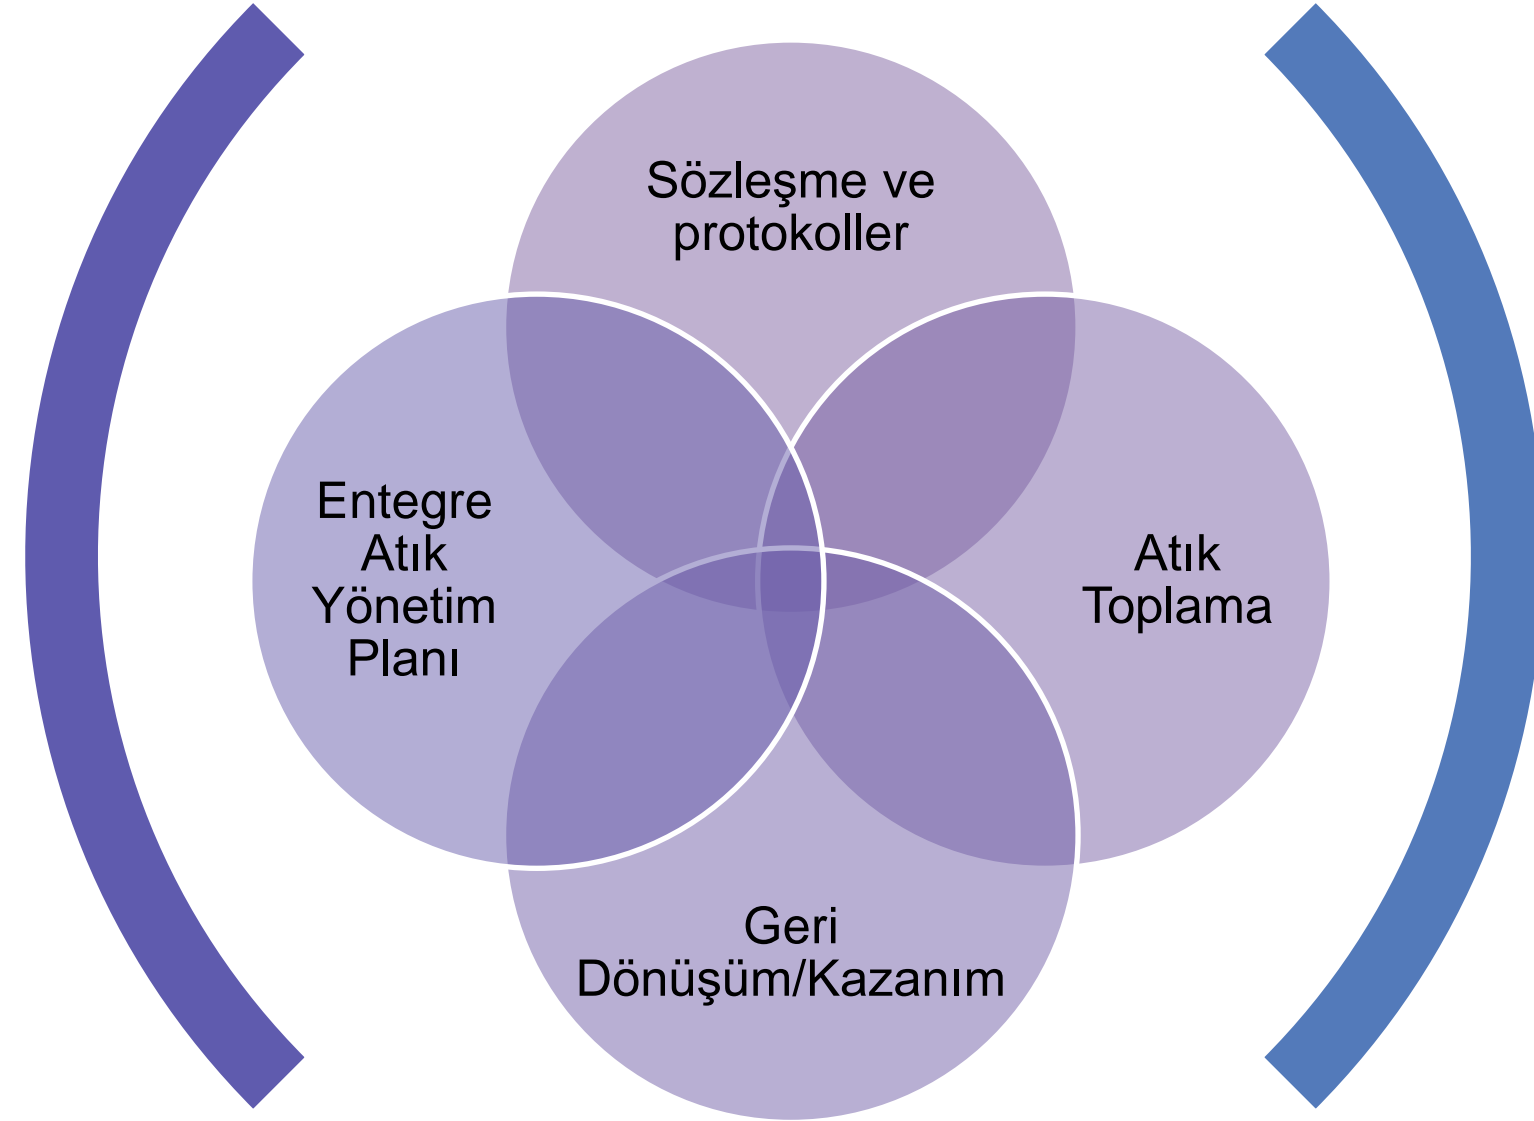 Sözleşme ve
protokoller
Entegre
Atık
Yönetim
Planı
Atık
Toplama
Geri
Dönüşüm/Kazanım